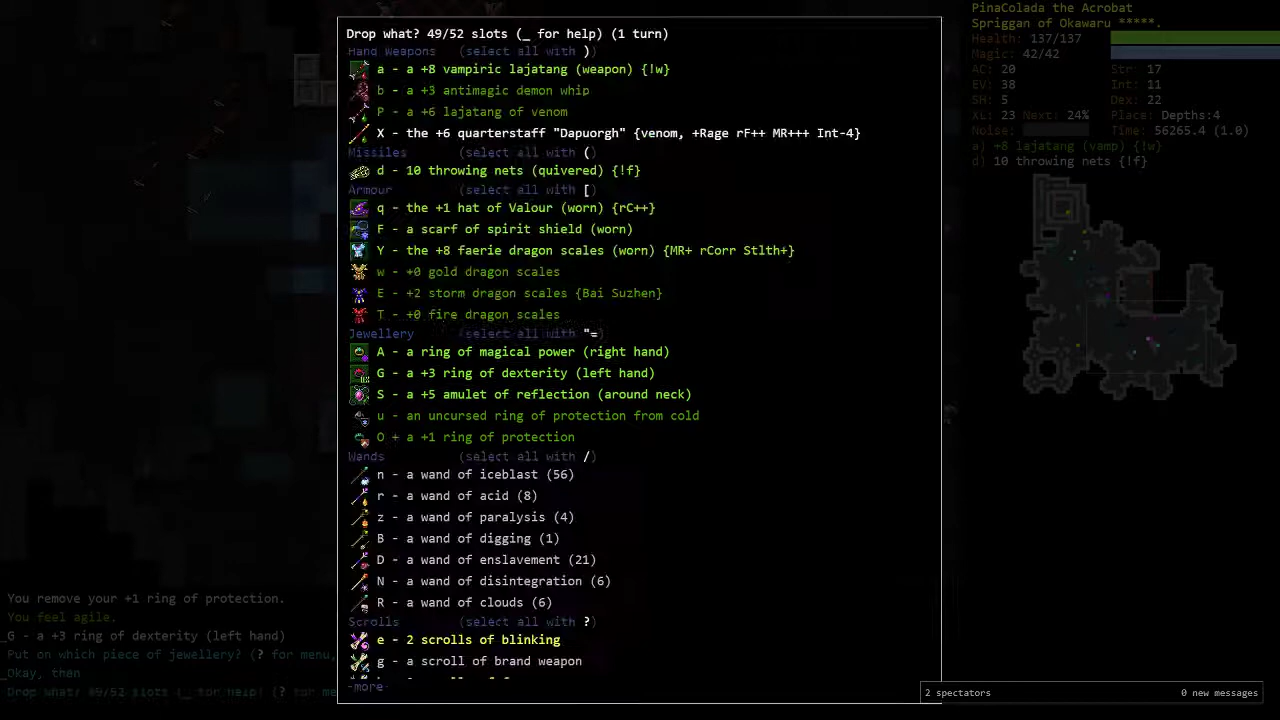 Drop what? 49/52 slots (_ for help) (1 turn)
Hand Weapons (select all with ))
a - a +8 vampiric lajatang (weapon) {!w}
b - a +3 antimagic demon whip
P - a +6 lajatang of venom
X - the +6 quarterstaff "Dapuorgh" {venom, +Rage rF++ MR+++ Int-4}
Missiles (select all with ()
d - 10 throwing nets (quivered) {!f}
Armour (select all with [)
q - the +1 hat of Valour (worn) {rC++}
F - a scarf of spirit shield (worn)
Y - the +8 faerie dragon scales (worn) {MR+ rCorr Stlth+}
w - +0 gold dragon scales
E - +2 storm dragon scales {Bai Suzhen}
T - +0 fire dragon scales
Jewellery (select all with "=)
A - a ring of magical power (right hand)
G - a +3 ring of dexterity (left hand)
S - a +5 amulet of reflection (around neck)
u - an uncursed ring of protection from cold
O + a +1 ring of protection
Wands (select all with /)
n - a wand of iceblast (56)
r - a wand of acid (8)
z - a wand of paralysis (4)
B - a wand of digging (1)
D - a wand of enslavement (21)
N - a wand of disintegration (6)
R - a wand of clouds (6)
Scrolls (select all with ?)
e - 2 scrolls of blinking
g - a scroll of brand weapon
-more-
PinaColada the Acrobat
Spriggan of Okawaru *****.
Health: 137/137
Magic: 42/42
AC: 20 Str: 17
EV: 38 Int: 11
SH: 5 Dex: 22
XL: 23 Next: 24% Place: Depths:4
Noise: Time: 56265.4 (1.0)
a) +8 lajatang (vamp) {!w}
d) 10 throwing nets {!f}
You remove your +1 ring of protection.
You feel agile.
_G - a +3 ring of dexterity (left hand)
Put on which piece of jewellery? (? for menu,
_Okay, then
Drop what? 49/52 slots (_ for help) (? for me
2 spectators 0 new messages